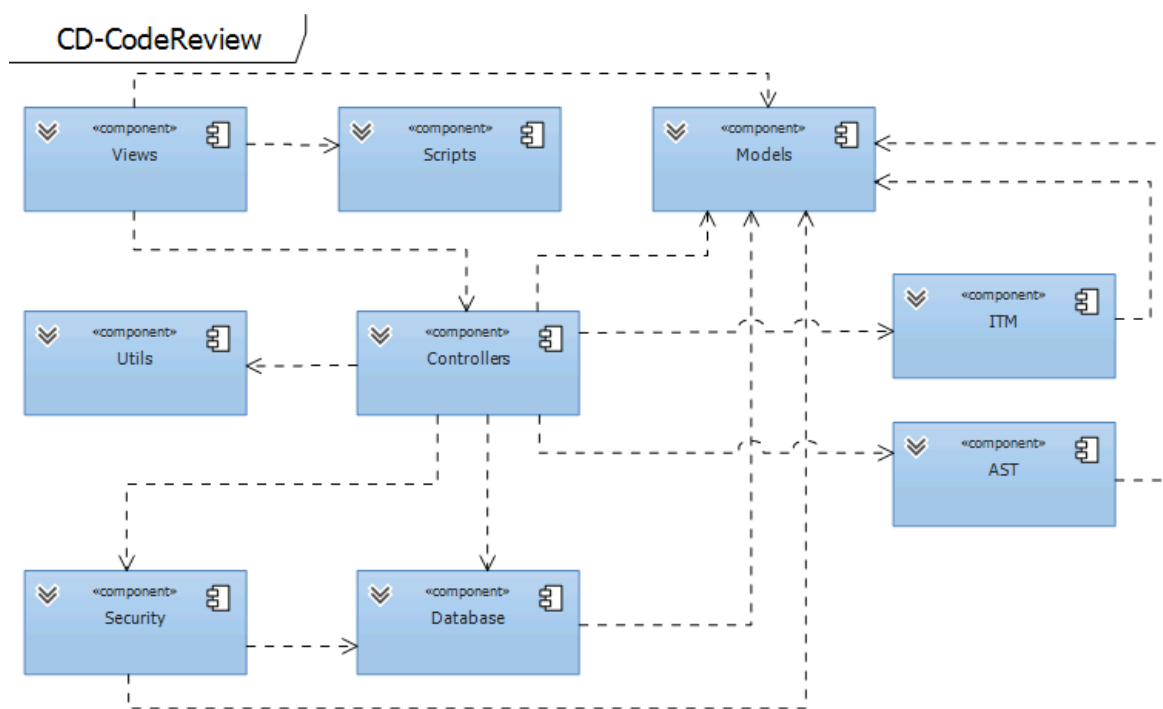 CD-CodeReview
«component»
Views
«component»
Scripts
«component»
Models
«component»
ITM
«component»
Utils
«component»
Controllers
«component»
AST
«component»
Security
«component»
Database